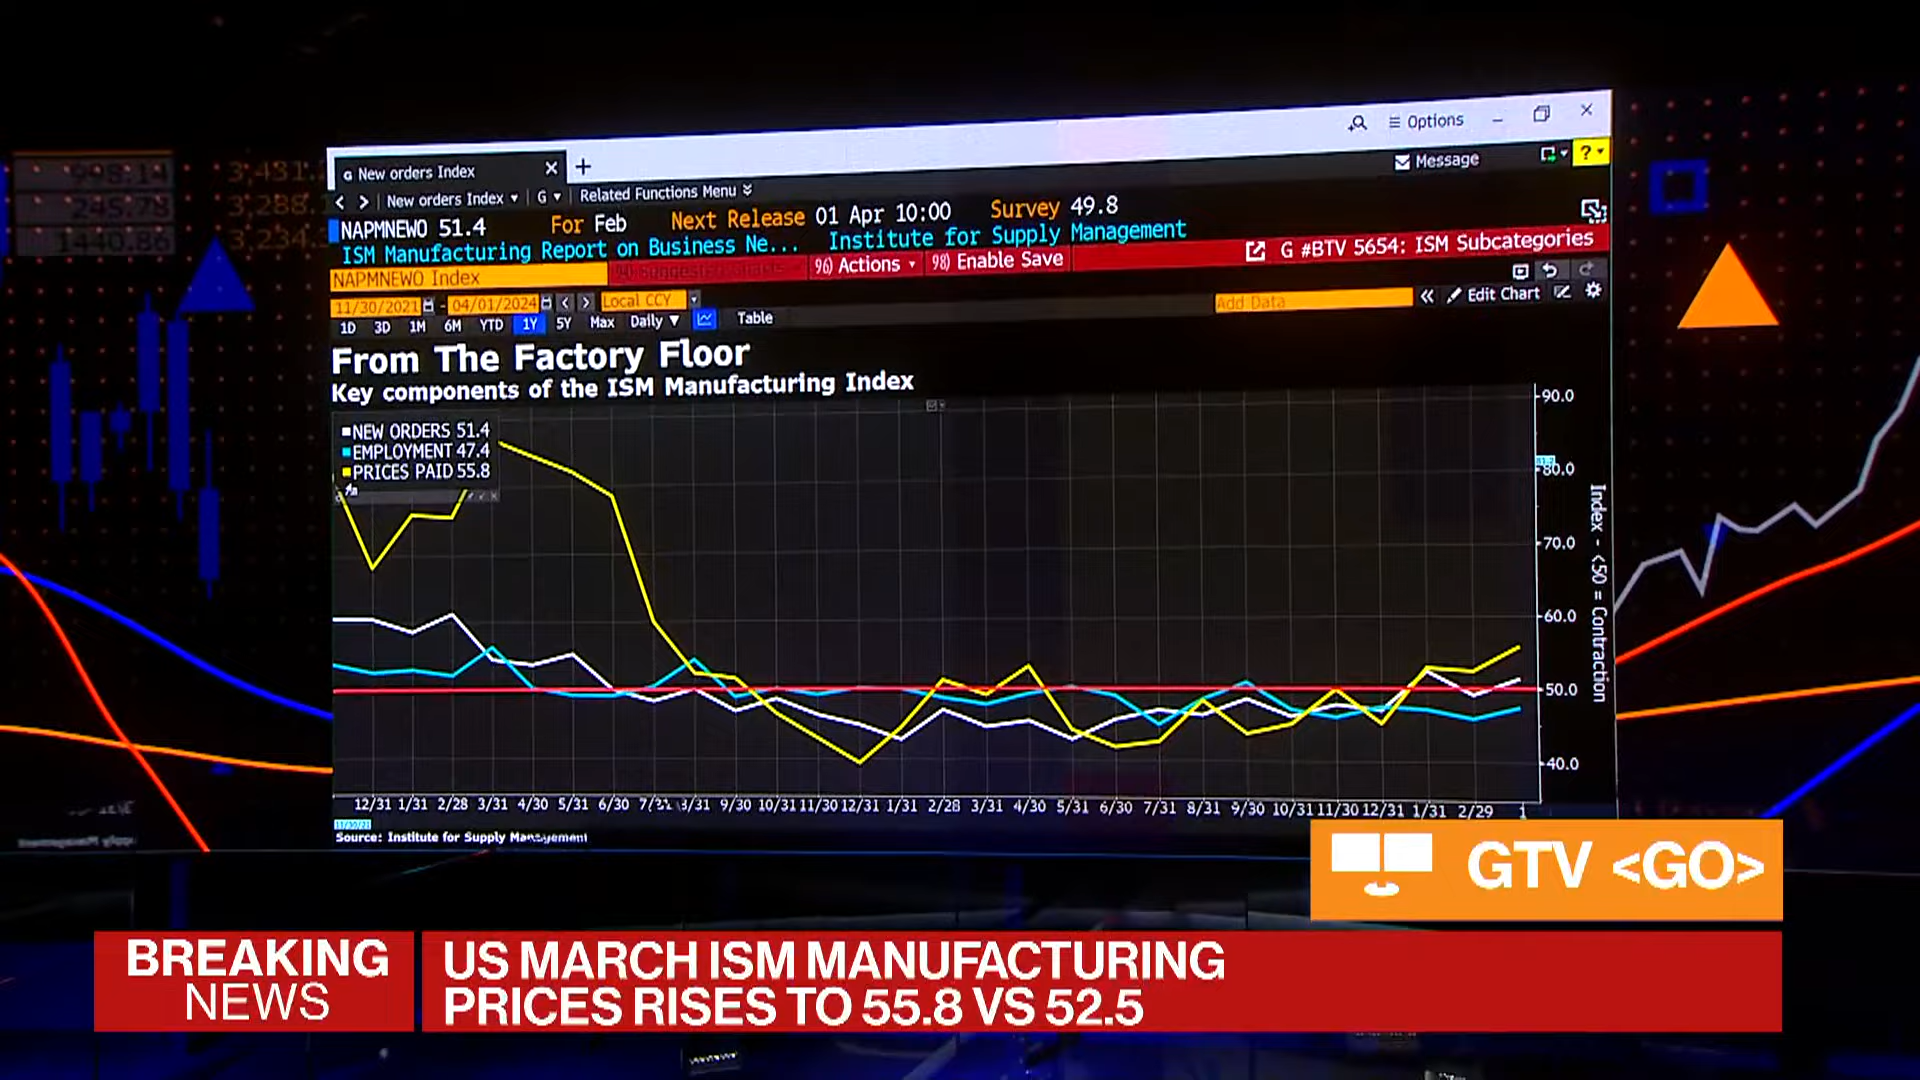 Options
G New orders Index
Message
?
New orders Index
G
Related Functions Menu
NAPMNEWO 51.4 For Feb Next Release 01 Apr 10:00 Survey 49.8
ISM Manufacturing Report on Business Ne... Institute for Supply Management
NAPMNEWO Index
96) Actions
98) Enable Save
G #BTV 5654: ISM Subcategories
11/30/2021 - 04/01/2024 Local CCY
Add Data
Edit Chart
1D 3D 1M 6M YTD 1Y 5Y Max Daily Table
From The Factory Floor
Key components of the ISM Manufacturing Index
NEW ORDERS 51.4
EMPLOYMENT 47.4
PRICES PAID 55.8
90.0
80.0
70.0
60.0
50.0
40.0
Index - <50 = Contraction
12/31 1/31 2/28 3/31 4/30 5/31 6/30 7/31 8/31 9/30 10/31 11/30 12/31 1/31 2/28 3/31 4/30 5/31 6/30 7/31 8/31 9/30 10/31 11/30 12/31 1/31 2/29 1
Source: Institute for Supply Management
GTV <GO>
BREAKING
NEWS
US MARCH ISM MANUFACTURING
PRICES RISES TO 55.8 VS 52.5